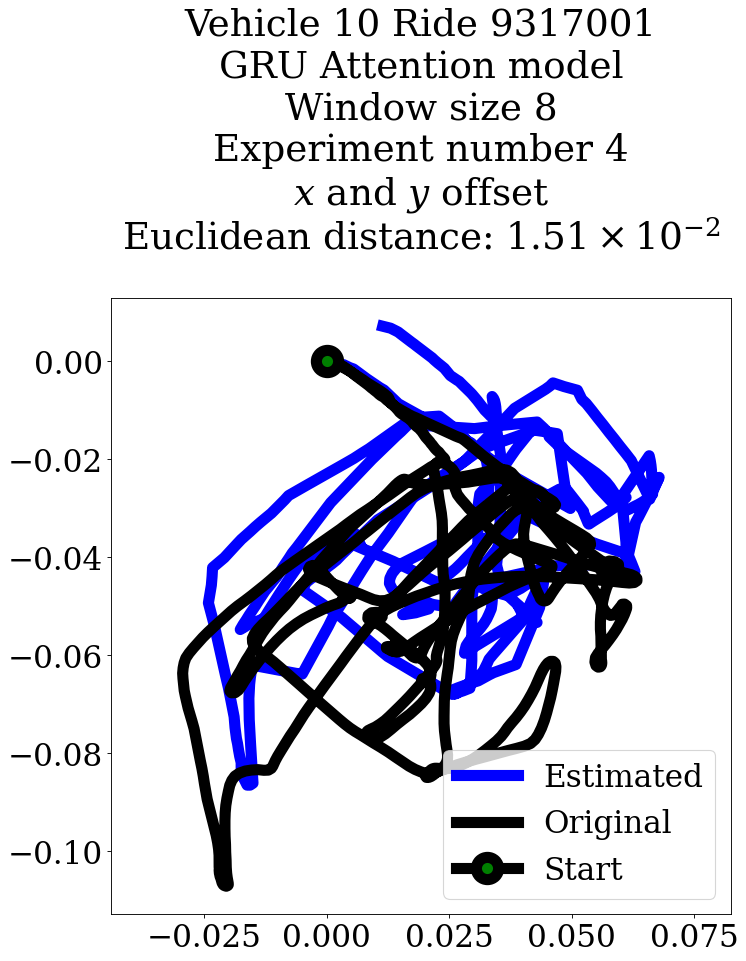 Vehicle 10 Ride 9317001
GRU Attention model
Window size 8
Experiment number 4
x and y offset
Euclidean distance: 1.51 × 10⁻²
0.00
−0.02
−0.04
−0.06
−0.08
−0.10
Estimated
Original
Start
−0.025 0.000 0.025 0.050 0.075